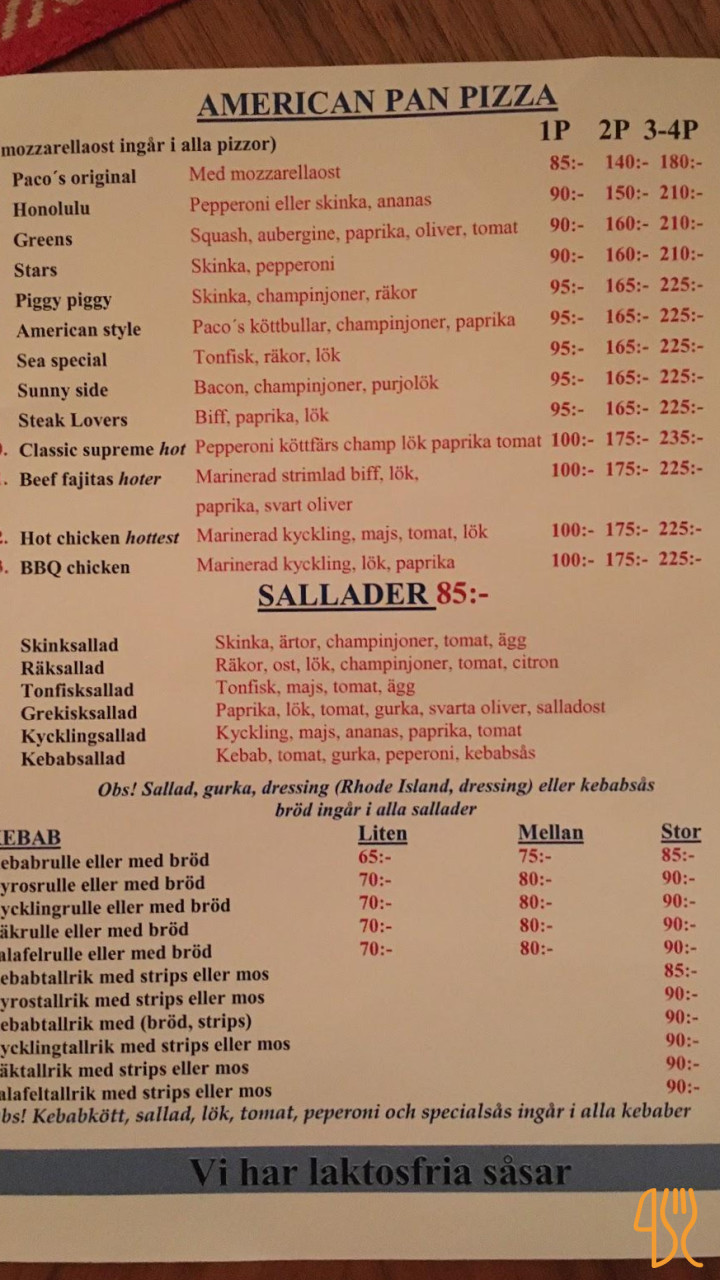 AMERICAN PAN PIZZA
1P 2P 3-4P
mozzarellaost ingår i alla pizzor)
Paco´s original Med mozzarellaost 85:- 140:- 180:-
Honolulu Pepperoni eller skinka, ananas 90:- 150:- 210:-
Greens Squash, aubergine, paprika, oliver, tomat 90:- 160:- 210:-
Stars Skinka, pepperoni 90:- 160:- 210:-
Piggy piggy Skinka, champinjoner, räkor 95:- 165:- 225:-
American style Paco´s köttbullar, champinjoner, paprika 95:- 165:- 225:-
Sea special Tonfisk, räkor, lök 95:- 165:- 225:-
Sunny side Bacon, champinjoner, purjolök 95:- 165:- 225:-
Steak Lovers Biff, paprika, lök 95:- 165:- 225:-
. Classic supreme hot Pepperoni köttfärs champ lök paprika tomat 100:- 175:- 235:-
. Beef fajitas hoter Marinerad strimlad biff, lök, 100:- 175:- 225:-
paprika, svart oliver
2. Hot chicken hottest Marinerad kyckling, majs, tomat, lök 100:- 175:- 225:-
3. BBQ chicken Marinerad kyckling, lök, paprika 100:- 175:- 225:-
SALLADER 85:-
Skinksallad Skinka, ärtor, champinjoner, tomat, ägg
Räksallad Räkor, ost, lök, champinjoner, tomat, citron
Tonfisksallad Tonfisk, majs, tomat, ägg
Grekisksallad Paprika, lök, tomat, gurka, svarta oliver, salladost
Kycklingsallad Kyckling, majs, ananas, paprika, tomat
Kebabsallad Kebab, tomat, gurka, peperoni, kebabsås
Obs! Sallad, gurka, dressing (Rhode Island, dressing) eller kebabsås
bröd ingår i alla sallader
EBAB Liten Mellan Stor
ebabrulle eller med bröd 65:- 75:- 85:-
yrosrulle eller med bröd 70:- 80:- 90:-
ycklingrulle eller med bröd 70:- 80:- 90:-
äkrulle eller med bröd 70:- 80:- 90:-
alafelrulle eller med bröd 70:- 80:- 90:-
ebabtallrik med strips eller mos 85:-
yrostallrik med strips eller mos 90:-
ebabtallrik med (bröd, strips) 90:-
ycklingtallrik med strips eller mos 90:-
äktallrik med strips eller mos 90:-
alafeltallrik med strips eller mos 90:-
bs! Kebabkött, sallad, lök, tomat, peperoni och specialsås ingår i alla kebaber
Vi har laktosfria såsar